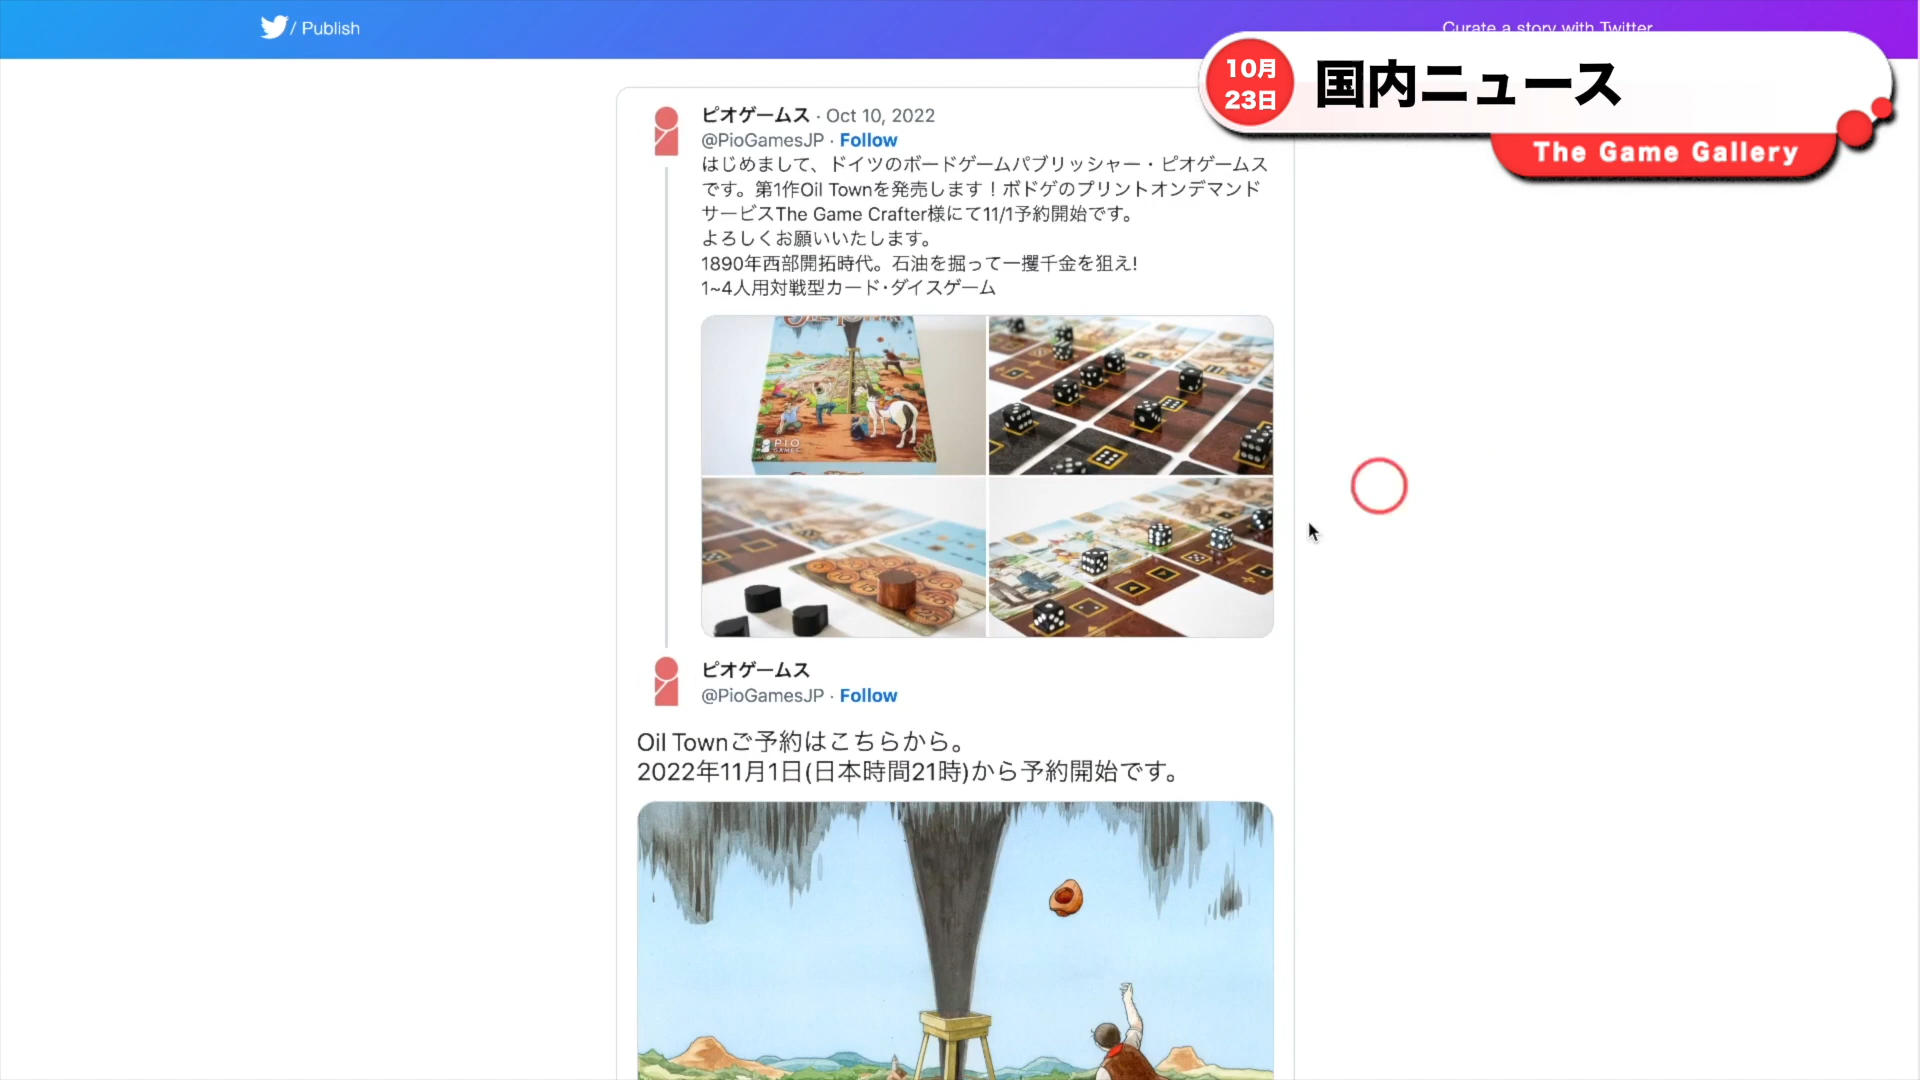 / Publish
Curate a story with Twitter
10月
23日
国内ニュース
The Game Gallery
ピオゲームス · Oct 10, 2022
@PioGamesJP · Follow
はじめまして、ドイツのボードゲームパブリッシャー・ピオゲームス
です。第1作Oil Townを発売します！ボドゲのプリントオンデマンド
サービスThe Game Crafter様にて11/1予約開始です。
よろしくお願いいたします。
1890年西部開拓時代。石油を掘って一攫千金を狙え!
1~4人用対戦型カード･ダイスゲーム
PIO
GAMES
ピオゲームス
@PioGamesJP · Follow
Oil Townご予約はこちらから。
2022年11月1日(日本時間21時)から予約開始です。